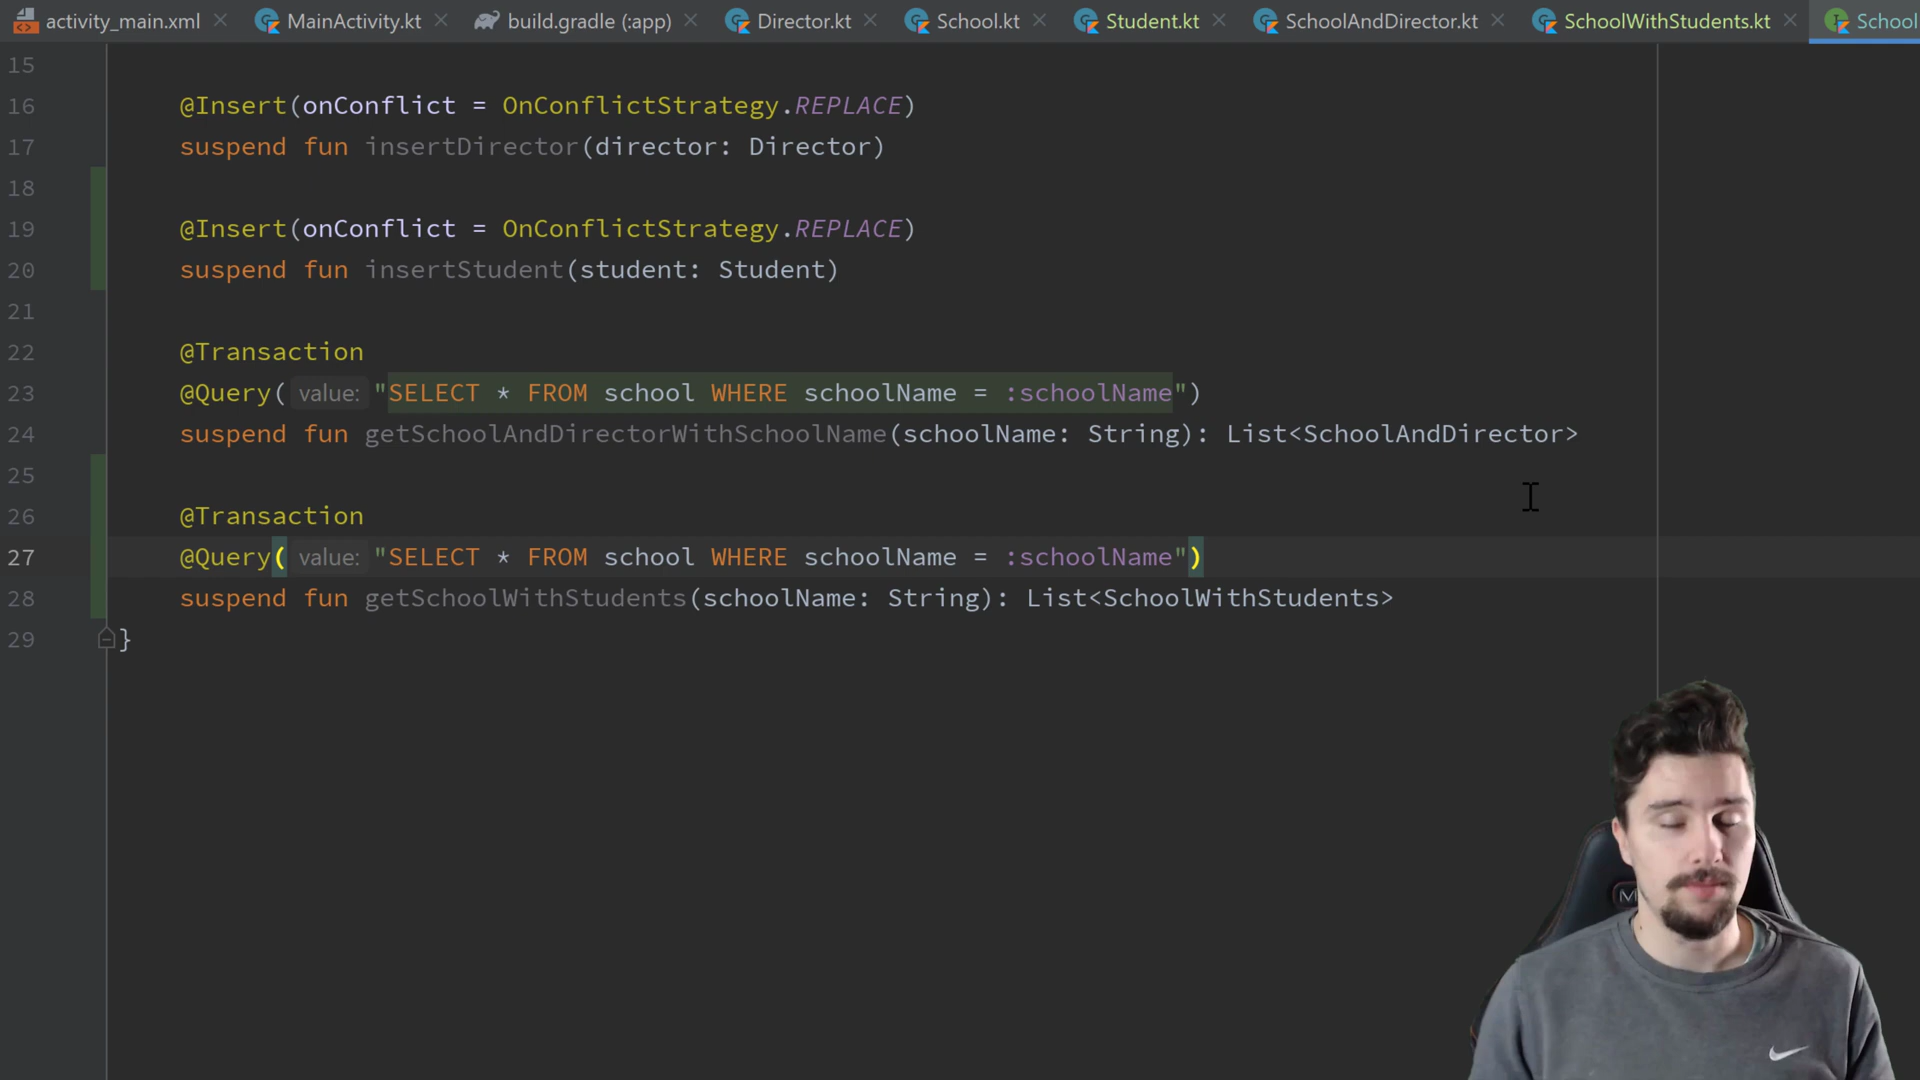 activity_main.xml MainActivity.kt build.gradle (:app) Director.kt School.kt Student.kt SchoolAndDirector.kt SchoolWithStudents.kt School
15
16 @Insert(onConflict = OnConflictStrategy.REPLACE)
17 suspend fun insertDirector(director: Director)
18
19 @Insert(onConflict = OnConflictStrategy.REPLACE)
20 suspend fun insertStudent(student: Student)
21
22 @Transaction
23 @Query( value: "SELECT * FROM school WHERE schoolName = :schoolName")
24 suspend fun getSchoolAndDirectorWithSchoolName(schoolName: String): List<SchoolAndDirector>
25
26 @Transaction
27 @Query( value: "SELECT * FROM school WHERE schoolName = :schoolName")
28 suspend fun getSchoolWithStudents(schoolName: String): List<SchoolWithStudents>
29 }